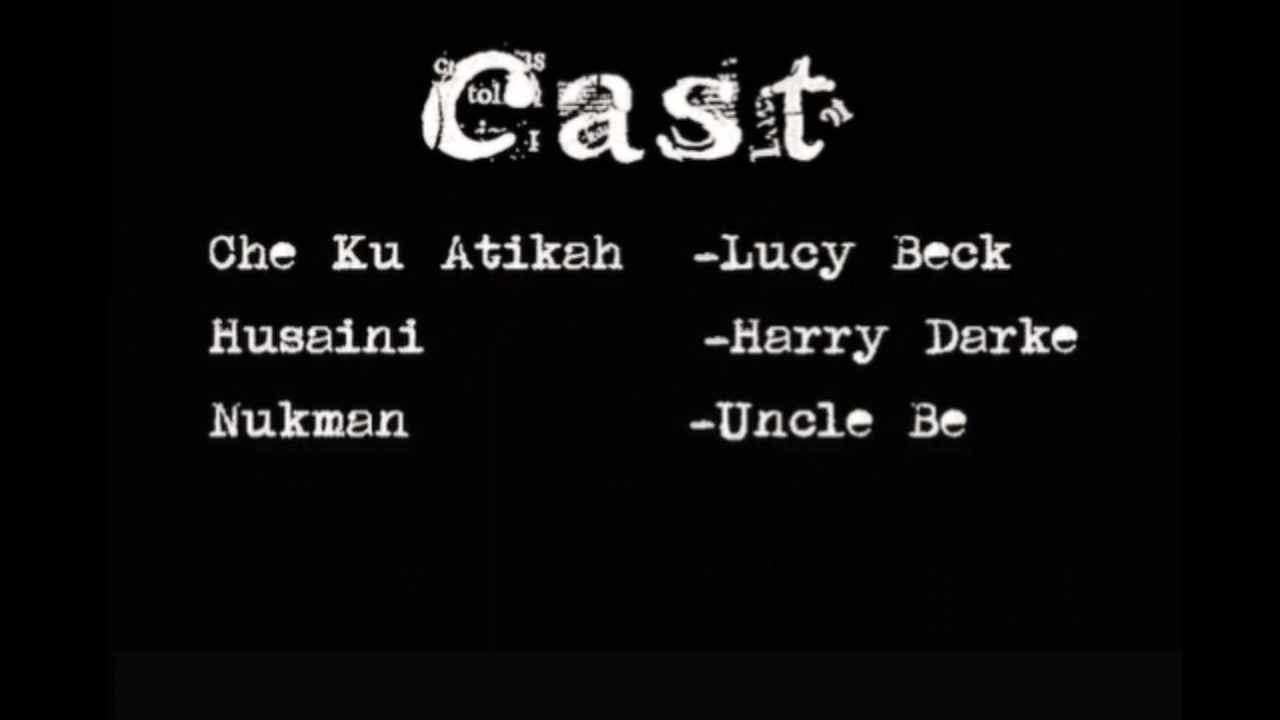 Cast
Che Ku Atikah -Lucy Beck
Husaini -Harry Darke
Nukman -Uncle Be